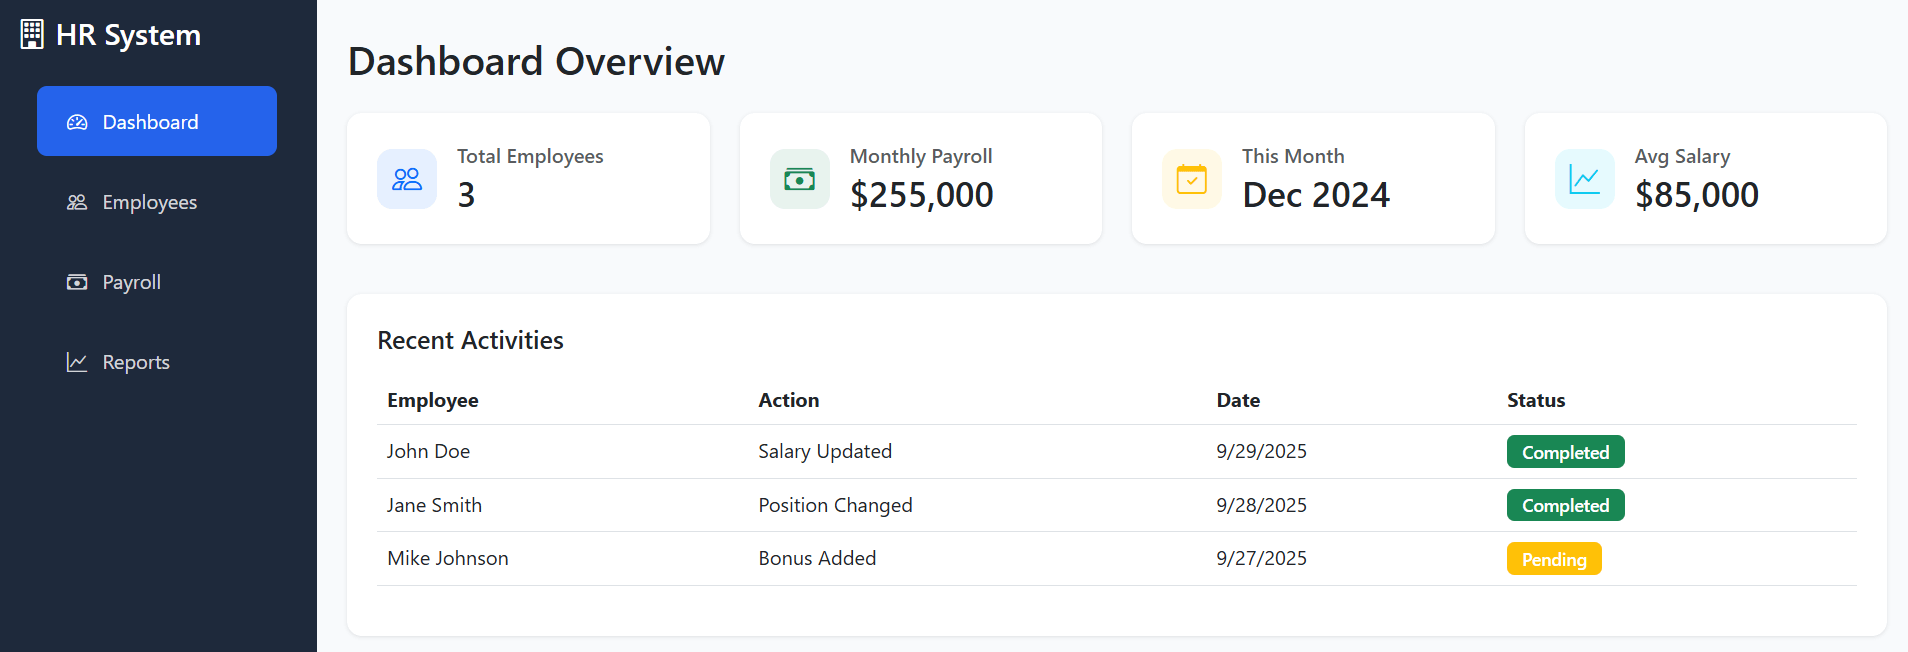 HR System
Dashboard
Employees
Payroll
Reports
Dashboard Overview
Total Employees
3
Monthly Payroll
$255,000
This Month
Dec 2024
Avg Salary
$85,000
Recent Activities
Employee Action Date Status
John Doe Salary Updated 9/29/2025 Completed
Jane Smith Position Changed 9/28/2025 Completed
Mike Johnson Bonus Added 9/27/2025 Pending